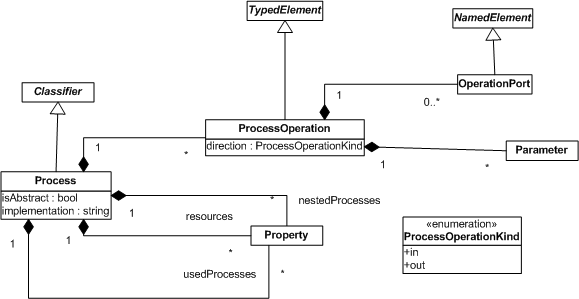 TypedElement
NamedElement
Classifier
1
OperationPort
0..*
ProcessOperation
direction : ProcessOperationKind
1
*
1
Parameter
*
Process
isAbstract : bool
implementation : string
1
*
nestedProcesses
1
1
resources
*
Property
usedProcesses
*
«enumeration»
ProcessOperationKind
+in
+out